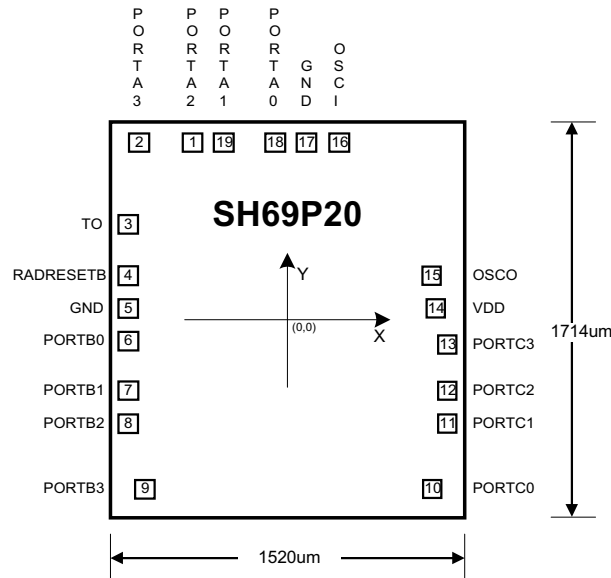 PORTA3
PORTA2
PORTA1
PORTA0
GND
OSCI
2 1 19 18 17 16
SH69P20
TO 3
RADRESETB 4 Y 15 OSCO
GND 5 14 VDD
(0,0) X 1714um
PORTB0 6 13 PORTC3
PORTB1 7 12 PORTC2
PORTB2 8 11 PORTC1
PORTB3 9 10 PORTC0
1520um